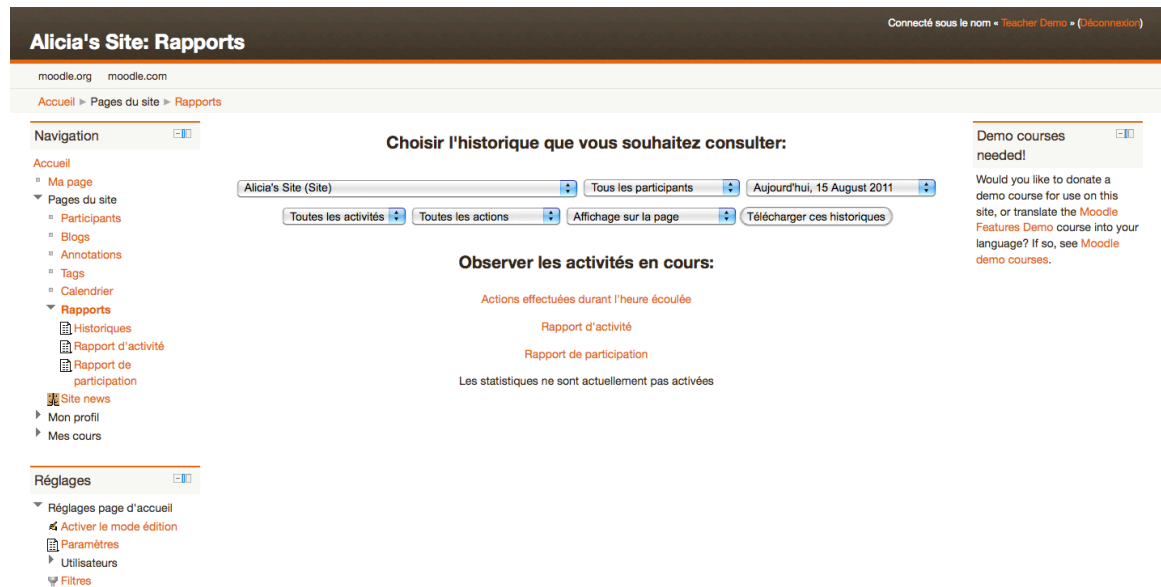 Connecté sous le nom « Teacher Demo » (Déconnexion)
Alicia's Site: Rapports
moodle.org moodle.com
Accueil ► Pages du site ► Rapports
Navigation
Accueil
Ma page
Pages du site
Participants
Blogs
Annotations
Tags
Calendrier
Rapports
Historiques
Rapport d'activité
Rapport de
participation
Site news
Mon profil
Mes cours
Réglages
Réglages page d'accueil
Activer le mode édition
Paramètres
Utilisateurs
Filtres
Choisir l'historique que vous souhaitez consulter:
Alicia's Site (Site) Tous les participants Aujourd'hui, 15 August 2011
Toutes les activités Toutes les actions Affichage sur la page Télécharger ces historiques
Observer les activités en cours:
Actions effectuées durant l'heure écoulée
Rapport d'activité
Rapport de participation
Les statistiques ne sont actuellement pas activées
Demo courses
needed!
Would you like to donate a
demo course for use on this
site, or translate the Moodle
Features Demo course into your
language? If so, see Moodle
demo courses.